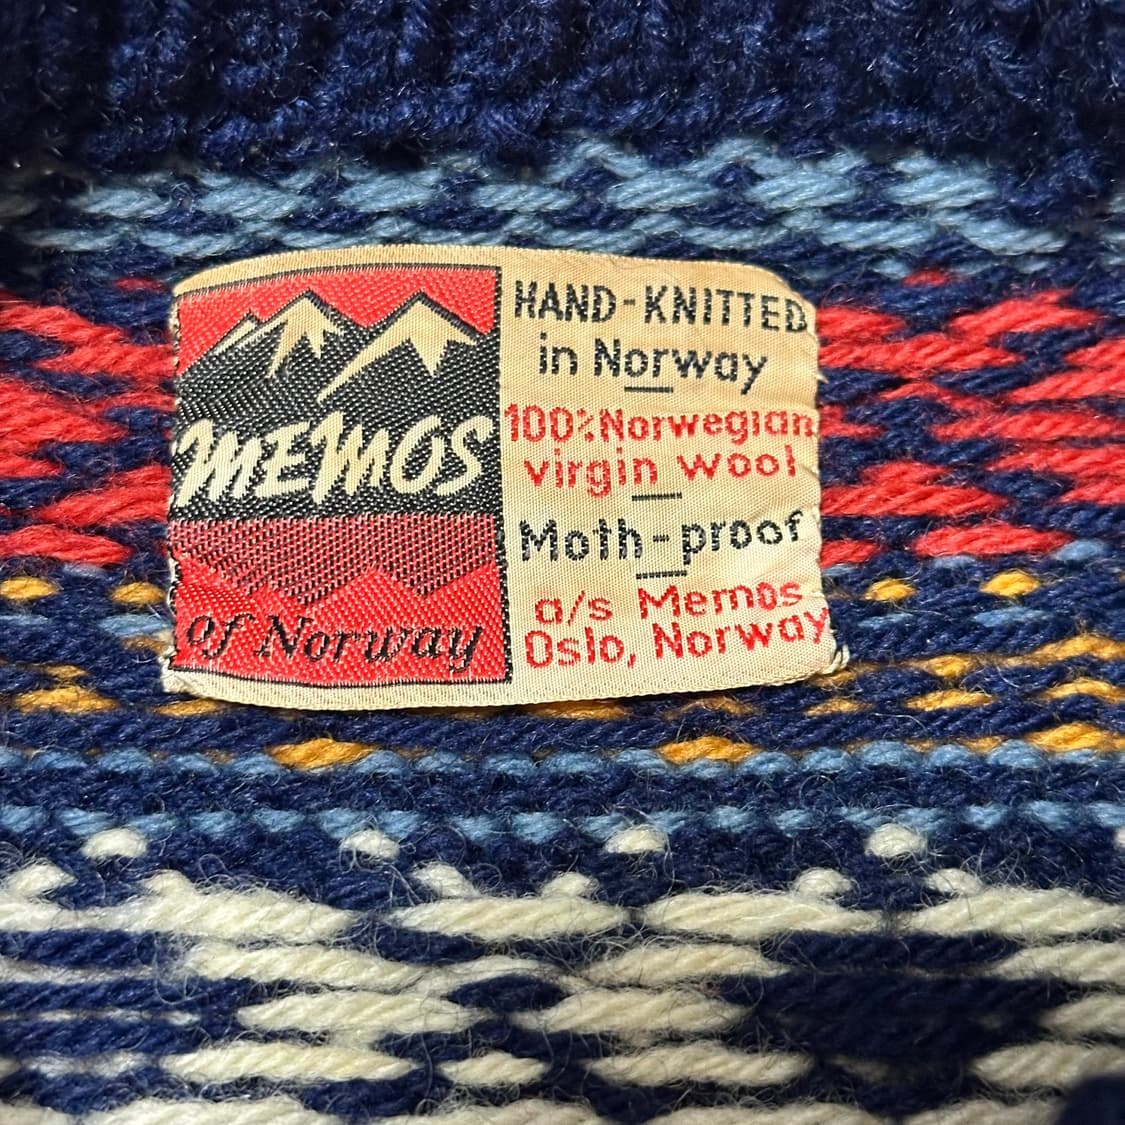 MEMOS
of Norway
HAND-KNITTED
in Norway
100% Norwegian
virgin wool
Moth-proof
a/s Memos
Oslo, Norway